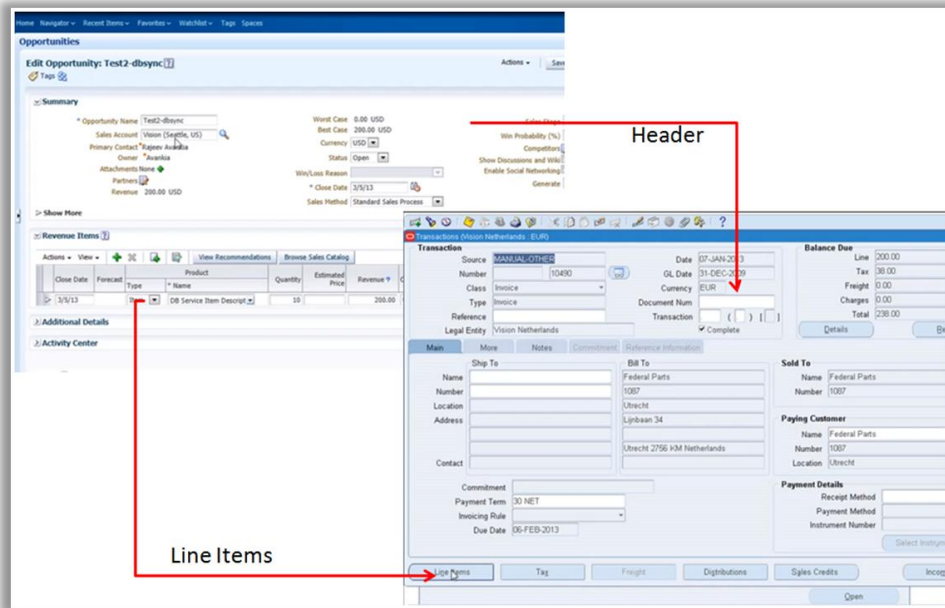 Home Navigator Recent Items Favorites Watchlist Tags Spaces
Opportunities
Edit Opportunity: Test2-dbsync
Actions Save
Tags
Summary
* Opportunity Name Test2-dbsync
Sales Account Vision (Seattle, US)
Primary Contact *Rajeev Avantia
Owner *Avankia
Attachments None
Partners
Revenue 200.00 USD
Worst Case 0.00 USD
Best Case 200.00 USD
Currency USD
Status Open
Win/Loss Reason
* Close Date 3/5/13
Sales Method Standard Sales Process
Sales Stage
Win Probability (%)
Competitors
Show Discussions and Wiki
Enable Social Networking
Generate
Header
Show More
Revenue Items
Actions View View Recommendations Browse Sales Catalog
Close Date Forecast Product Type * Name Quantity Estimated Price Revenue
3/5/13 Item DB Service Item Descript 10 200.00
Additional Details
Activity Center
Transactions (Vision Netherlands : EUR)
Transaction
Source MANUAL-OTHER
Number 10490
Class Invoice
Type Invoice
Reference
Legal Entity Vision Netherlands
Date 07-JAN-2013
GL Date 31-DEC-2009
Currency EUR
Document Num
Transaction ( ) [ ]
Complete
Balance Due
Line 200.00
Tax 38.00
Freight 0.00
Charges 0.00
Total 238.00
Details
Main More Notes Commitment Reference Information
Ship To
Name
Number
Location
Address
Contact
Bill To
Federal Parts
1087
Utrecht
Lijnbaan 34
Utrecht 2756 KM Netherlands
Sold To
Name Federal Parts
Number 1087
Paying Customer
Name Federal Parts
Number 1087
Location Utrecht
Commitment
Payment Term 30 NET
Invoicing Rule
Due Date 06-FEB-2013
Payment Details
Receipt Method
Payment Method
Instrument Number
Select Instrum
Line Items
Line Items Tax Freight Distributions Sales Credits Incom
Open